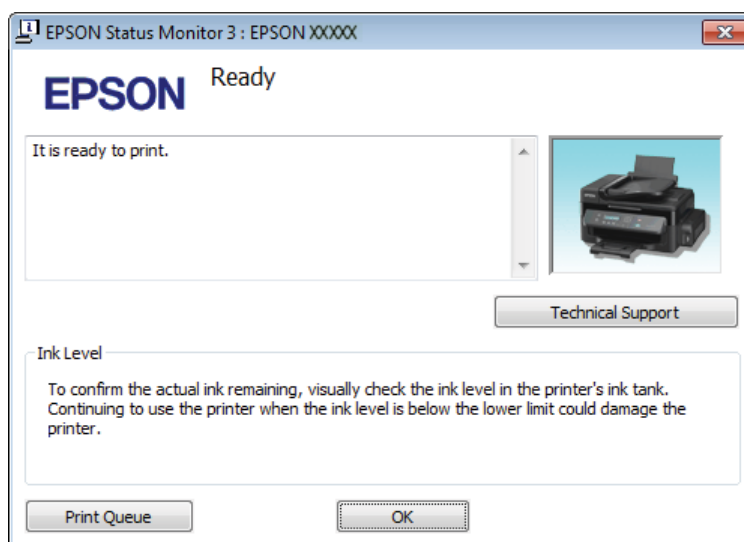 EPSON Status Monitor 3 : EPSON XXXXX
EPSON
Ready
It is ready to print.
Technical Support
Ink Level
To confirm the actual ink remaining, visually check the ink level in the printer's ink tank.
Continuing to use the printer when the ink level is below the lower limit could damage the
printer.
Print Queue
OK